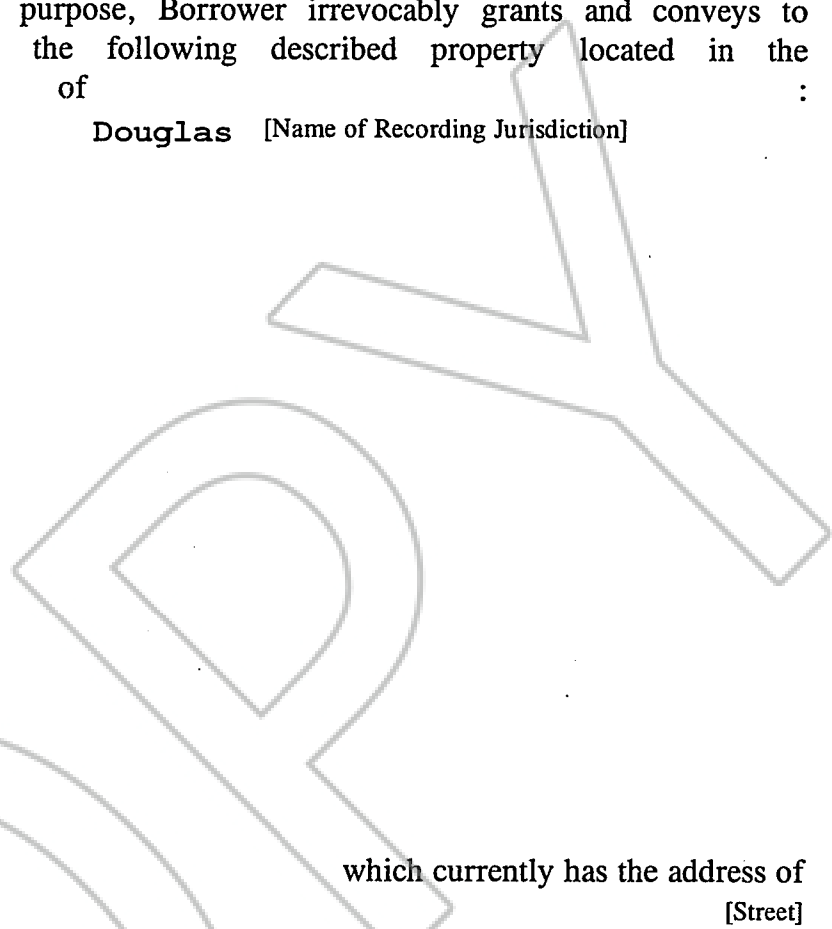 purpose, Borrower irrevocably grants and conveys to
the following described property located in the
of :
Douglas [Name of Recording Jurisdiction]
which currently has the address of
[Street]
PY